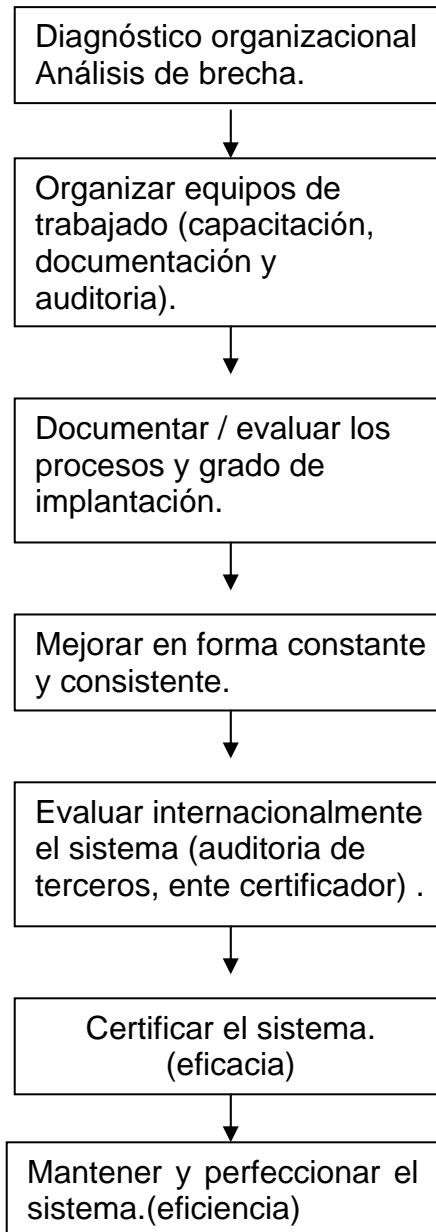 Diagnóstico organizacional
Análisis de brecha.
Organizar equipos de
trabajado (capacitación,
documentación y
auditoria).
Documentar / evaluar los
procesos y grado de
implantación.
Mejorar en forma constante
y consistente.
Evaluar internacionalmente
el sistema (auditoria de
terceros, ente certificador) .
Certificar el sistema.
(eficacia)
Mantener y perfeccionar el
sistema.(eficiencia)